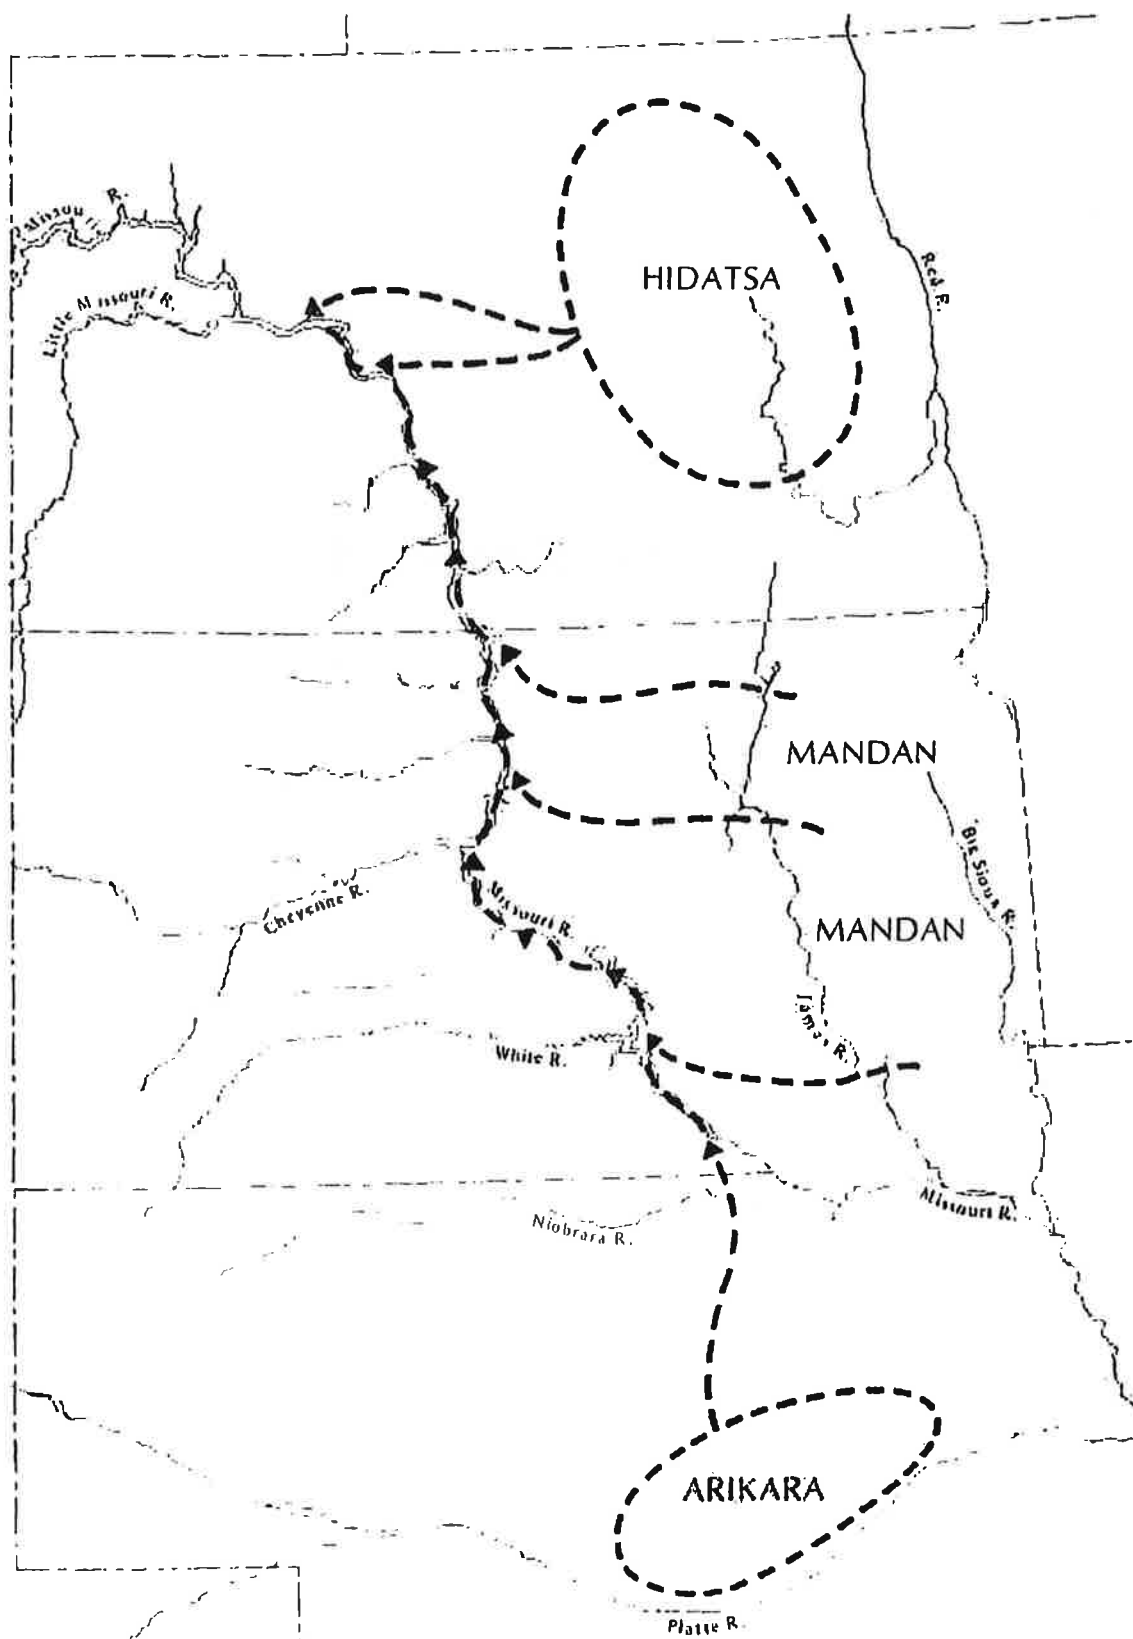 Missouri R.
Little Missouri R.
HIDATSA
Red R.
MANDAN
Big Sioux R.
Cheyenne R.
Missouri R.
MANDAN
James R.
White R.
Missouri R.
Niobrara R.
ARIKARA
Platte R.